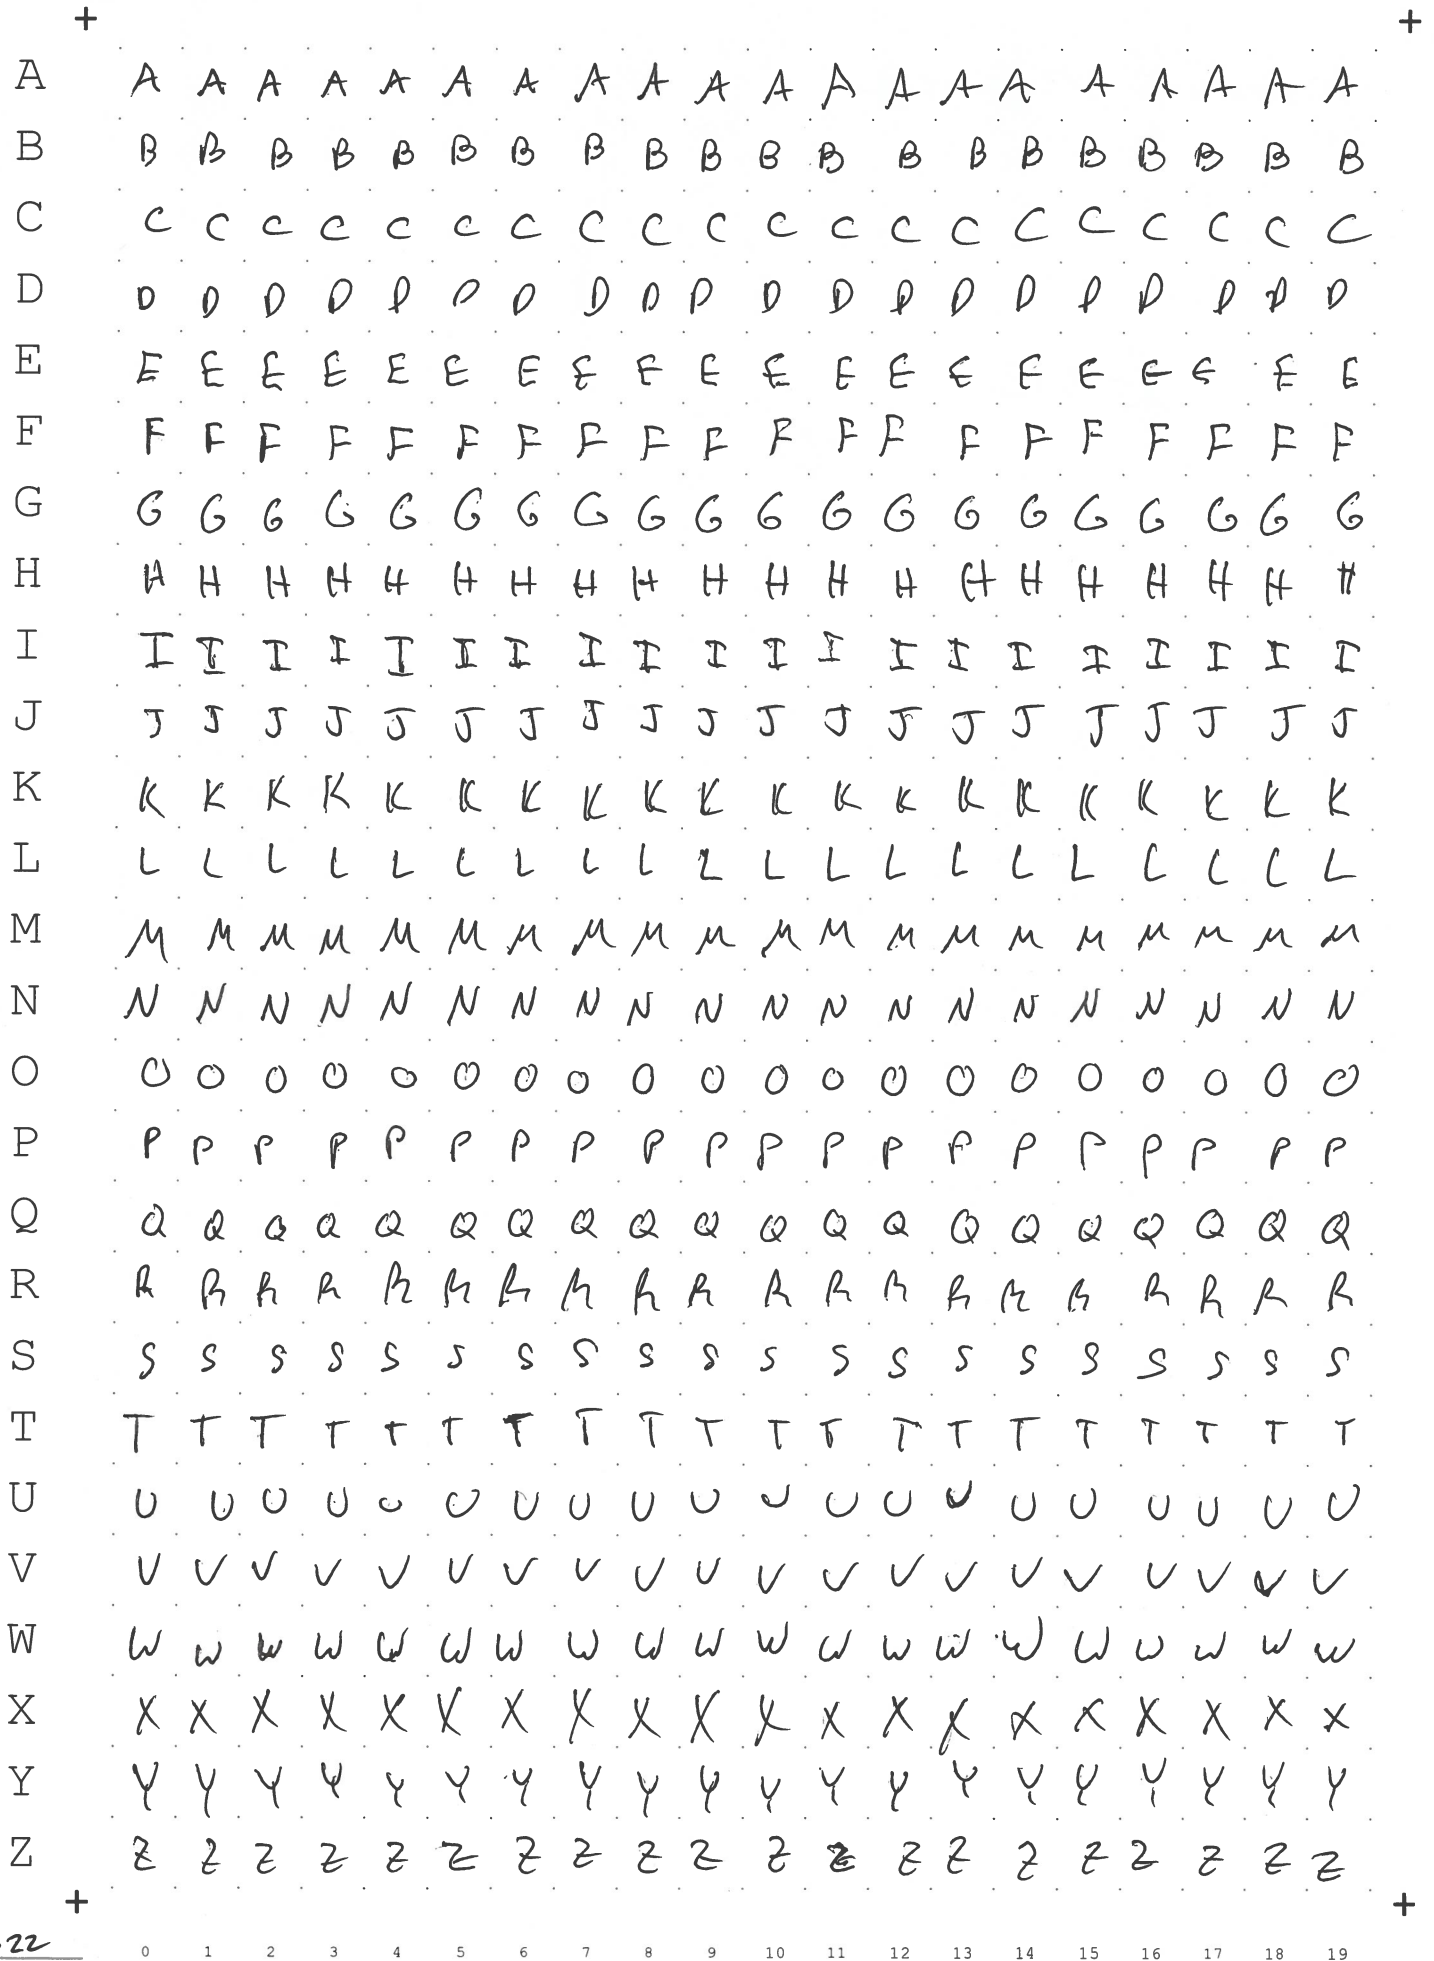 A A A A A A A A A A A A A A A A A A A A A
B B B B B B B B B B B B B B B B B B B B B
C C C C C C C C C C C C C C C C C C C C C
D D D D D D D D D D D D D D D D D D D D D
E E E E E E E E E E E E E E E E E E E E E
F F F F F F F F F F F F F F F F F F F F F
G G G G G G G G G G G G G G G G G G G G G
H H H H H H H H H H H H H H H H H H H H H
I I I I I I I I I I I I I I I I I I I I I
J J J J J J J J J J J J J J J J J J J J J
K K K K K K K K K K K K K K K K K K K K K
L L L L L L L L L L L L L L L L L L L L L
M M M M M M M M M M M M M M M M M M M M M
N N N N N N N N N N N N N N N N N N N N N
O O O O O O O O O O O O O O O O O O O O O
P P P P P P P P P P P P P P P P P P P P P
Q Q Q Q Q Q Q Q Q Q Q Q Q Q Q Q Q Q Q Q Q
R R R R R R R R R R R R R R R R R R R R R
S S S S S S S S S S S S S S S S S S S S S
T T T T T T T T T T T T T T T T T T T T T
U U U U U U U U U U U U U U U U U U U U U
V V V V V V V V V V V V V V V V V V V V V
W W W W W W W W W W W W W W W W W W W W W
X X X X X X X X X X X X X X X X X X X X X
Y Y Y Y Y Y Y Y Y Y Y Y Y Y Y Y Y Y Y Y Y
Z Z Z Z Z Z Z Z Z Z Z Z Z Z Z Z Z Z Z Z Z
22 0 1 2 3 4 5 6 7 8 9 10 11 12 13 14 15 16 17 18 19